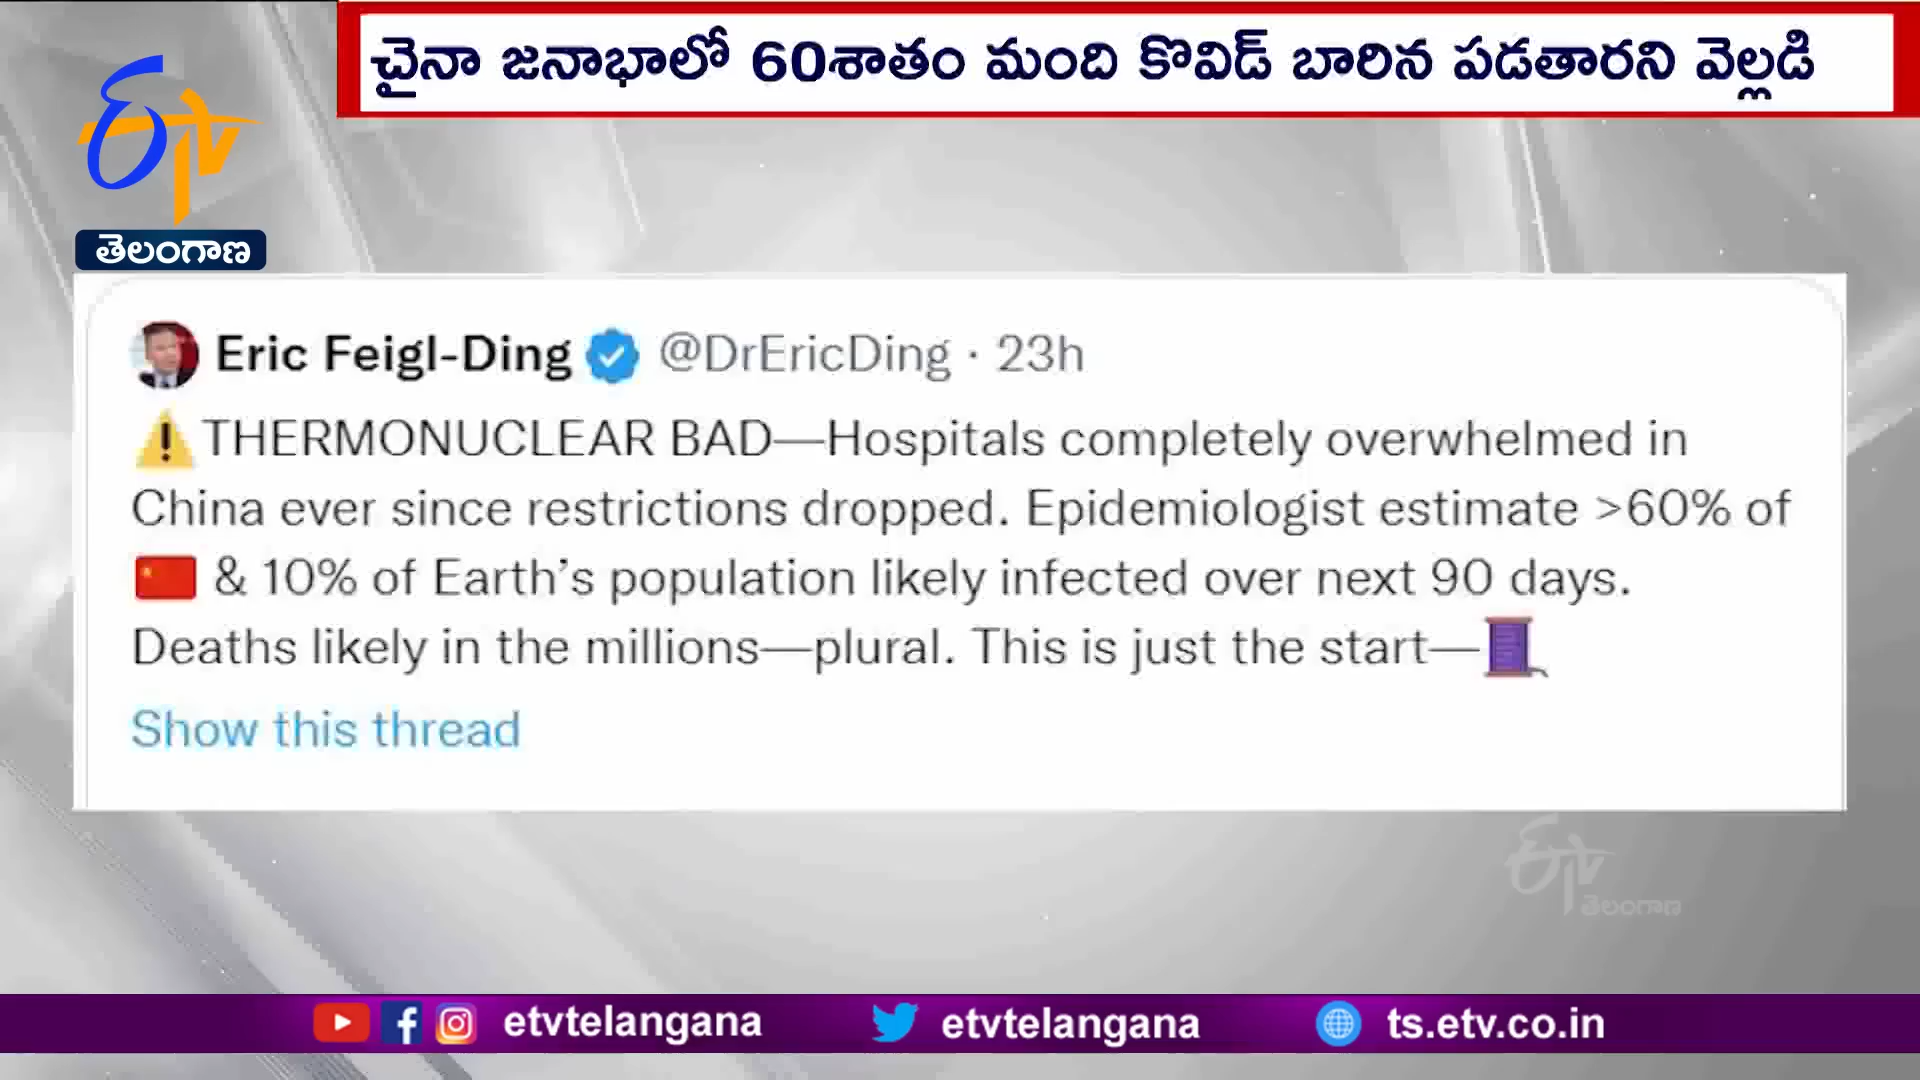 చైనా జనాభాలో 60శాతం మంది కొవిడ్ బారిన పడతారని వెల్లడి
ETV
తెలంగాణ
Eric Feigl-Ding @DrEricDing · 23h
⚠️THERMONUCLEAR BAD—Hospitals completely overwhelmed in
China ever since restrictions dropped. Epidemiologist estimate >60% of
🇨🇳 & 10% of Earth’s population likely infected over next 90 days.
Deaths likely in the millions—plural. This is just the start—🧵
Show this thread
ETV
తెలంగాణ
etvtelangana etvtelangana ts.etv.co.in